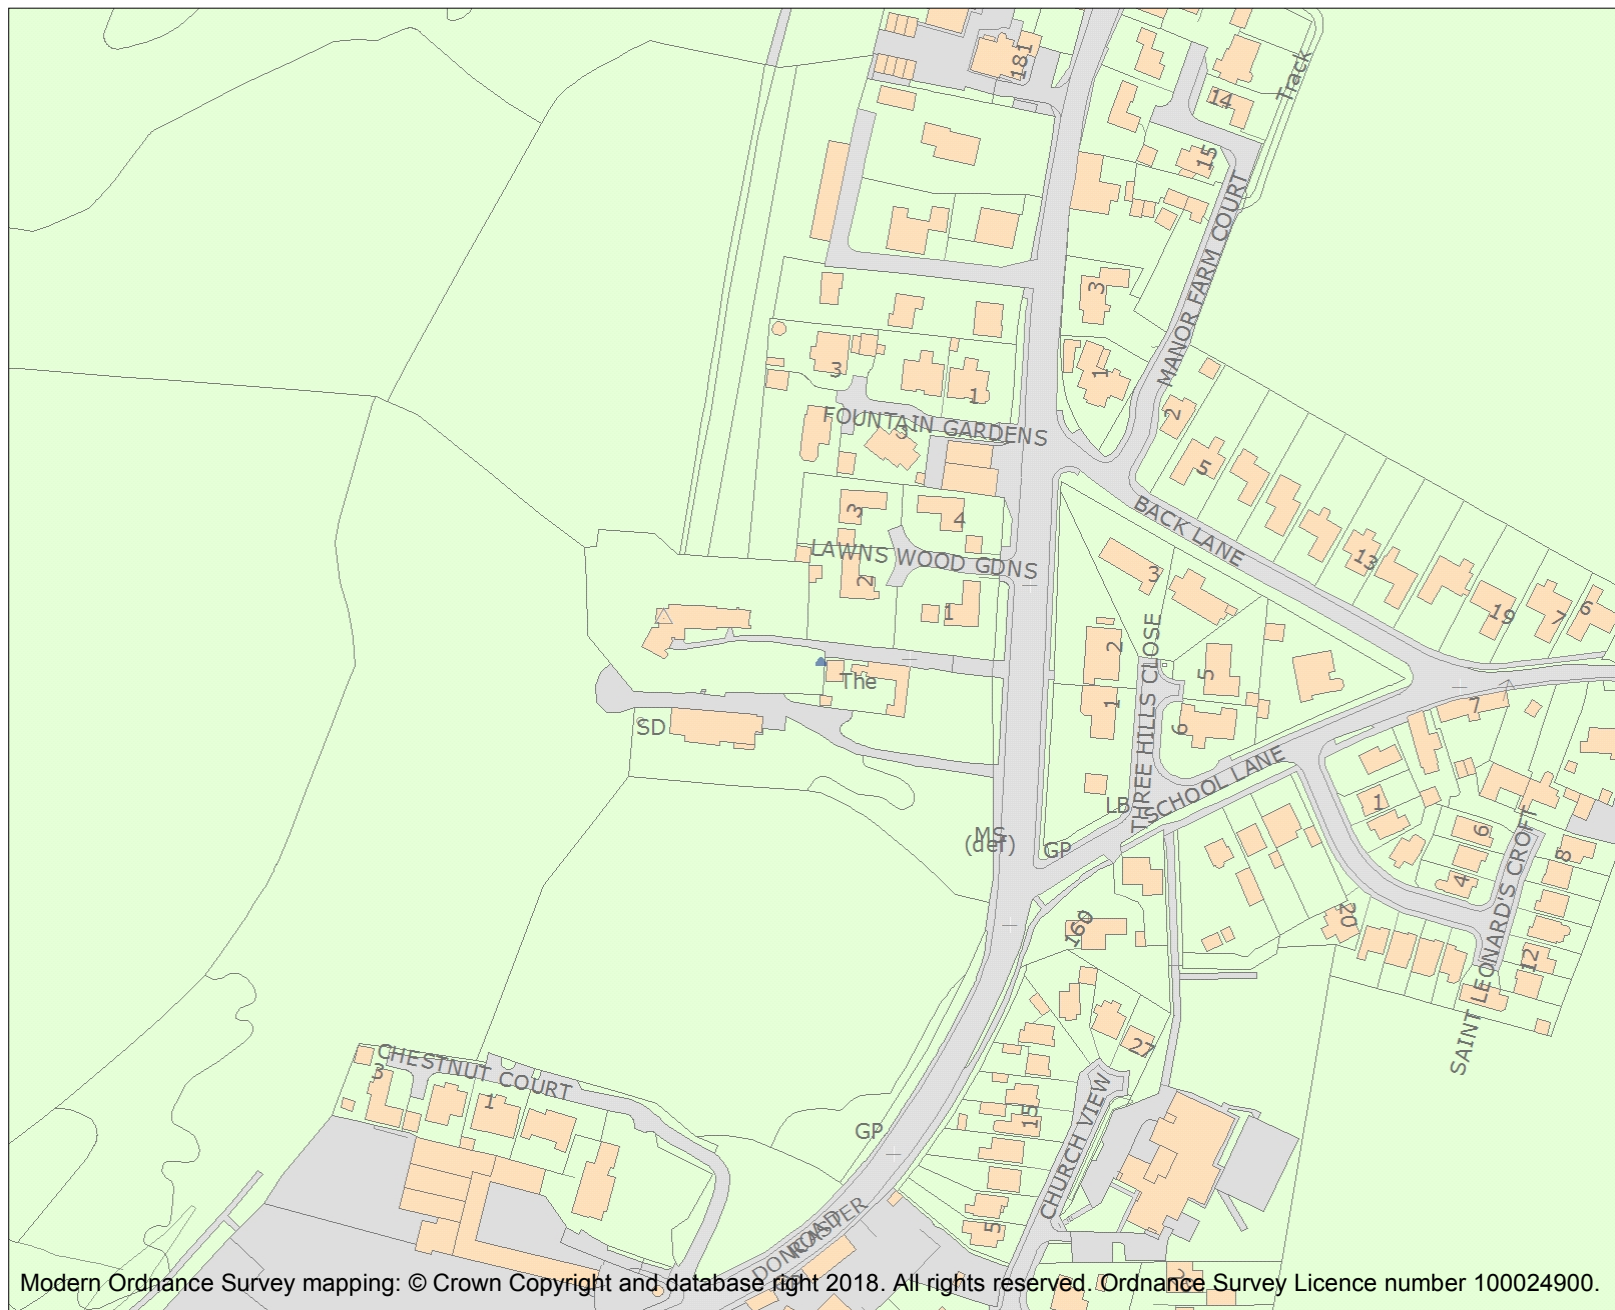 181
Track
14
15
MANOR FARM COURT
3
1
3
1
2
FOUNTAIN GARDENS
3
5
BACK LANE
3
4
13
LAWNS WOOD GDNS
2
1
3
19
7
6
THREE HILLS CLOSE
2
5
The
1
6
7
SD
SCHOOL LANE
LB
MS
(def)
GP
1
6
8
4
SAINT LEONARD'S CROFT
20
160
12
27
CHESTNUT COURT
3
1
15
CHURCH VIEW
GP
5
DONCASTER
ROAD
Modern Ordnance Survey mapping: © Crown Copyright and database right 2018. All rights reserved. Ordnance Survey Licence number 100024900.